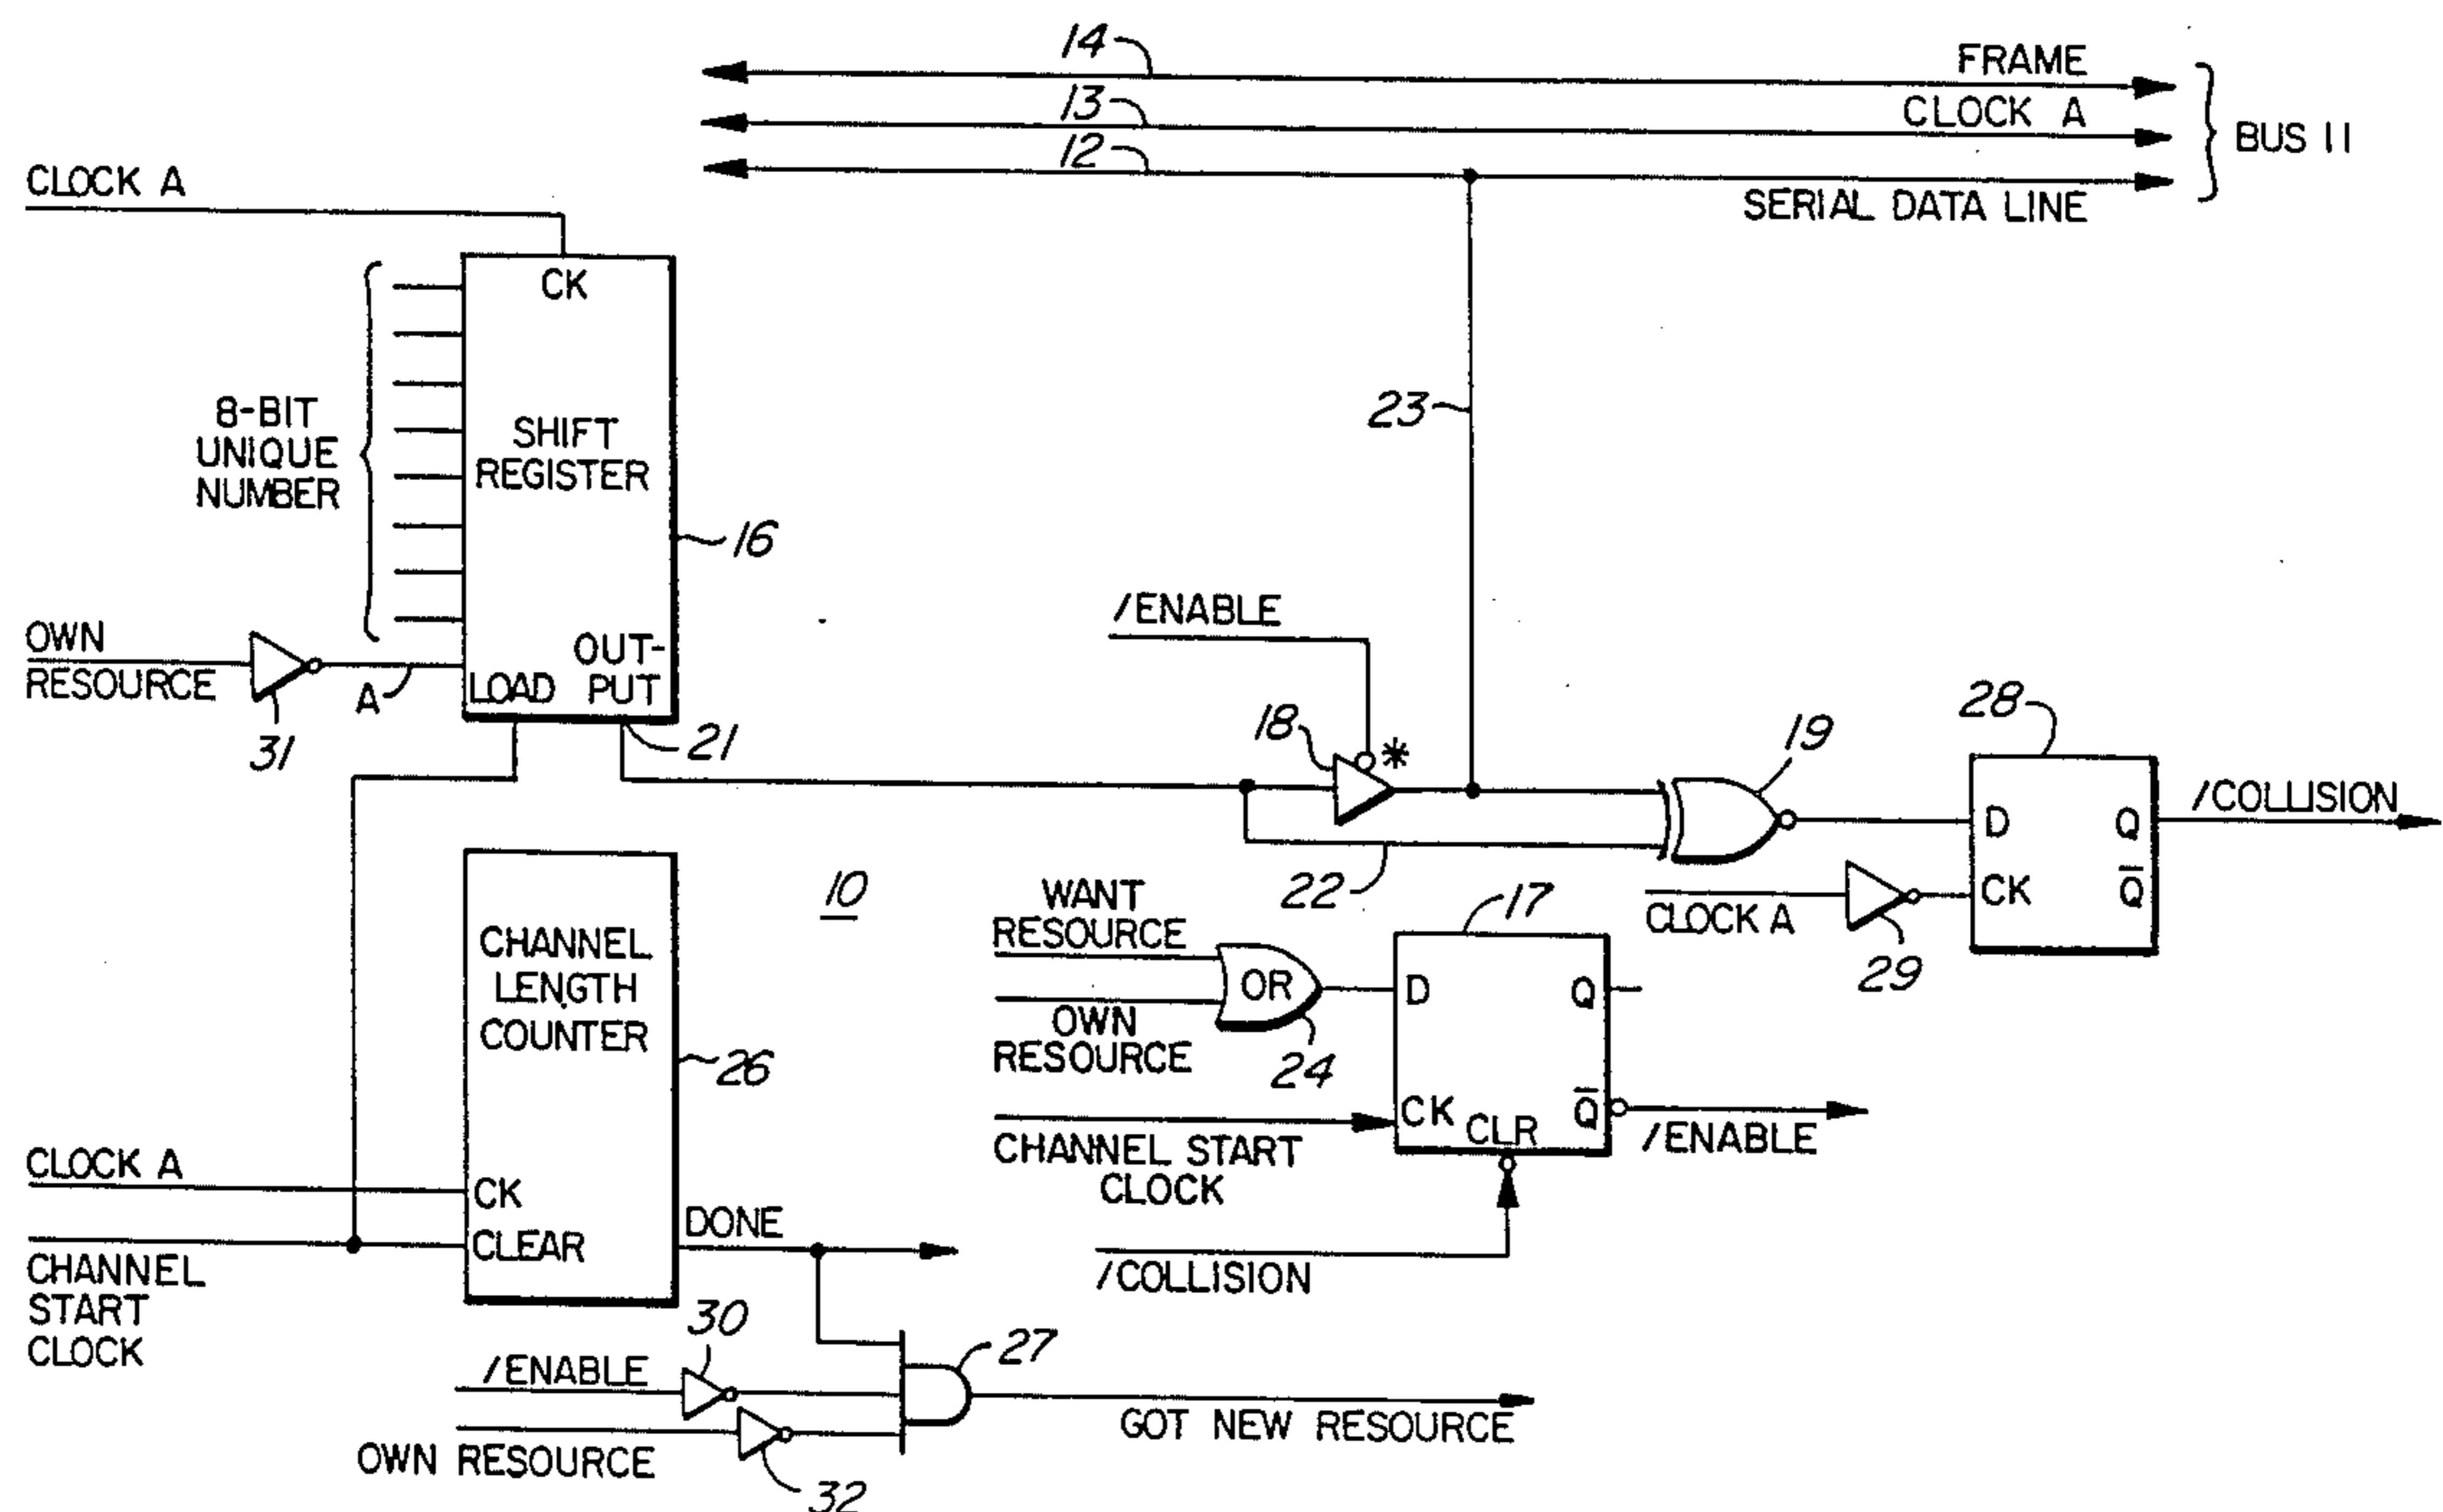 14
FRAME
13
CLOCK A
BUS 11
12
SERIAL DATA LINE
CLOCK A
CK
8-BIT
UNIQUE
NUMBER
SHIFT
REGISTER
23
16
OWN
RESOURCE
31
A
LOAD
OUT-
PUT
21
/ENABLE
18
*
19
28
D
Q
CK
Q̅
/COLLISION
22
CLOCK A
29
10
CHANNEL
LENGTH
COUNTER
26
WANT
RESOURCE
OWN
RESOURCE
OR
24
17
D
Q
CK
CLR
Q̅
/ENABLE
CHANNEL START
CLOCK
/COLLISION
CLOCK A
CK
CLEAR
CHANNEL
START
CLOCK
DONE
30
/ENABLE
27
GOT NEW RESOURCE
OWN RESOURCE
32